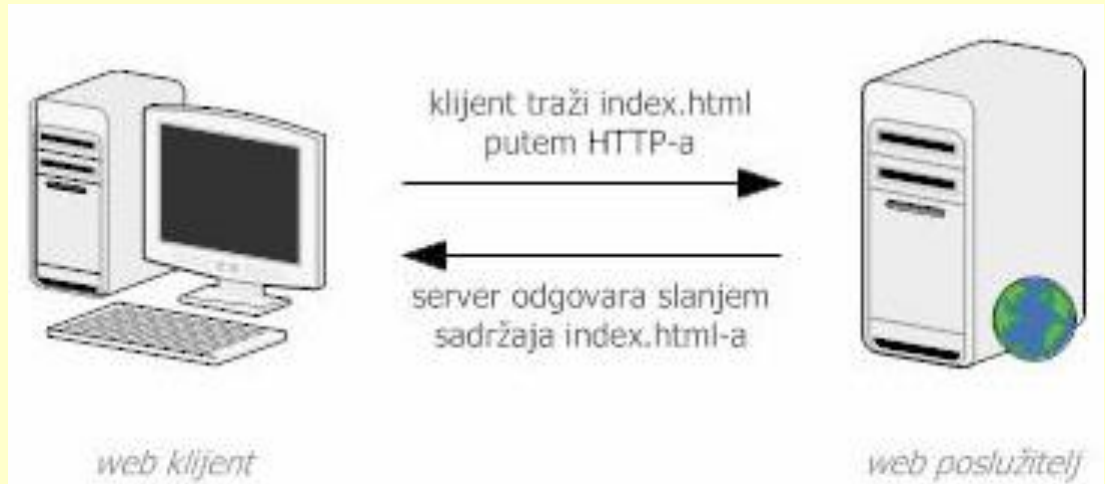 klijent traži index.html
putem HTTP-a
server odgovara slanjem
sadržaja index.html-a
web klijent
web poslužitelj